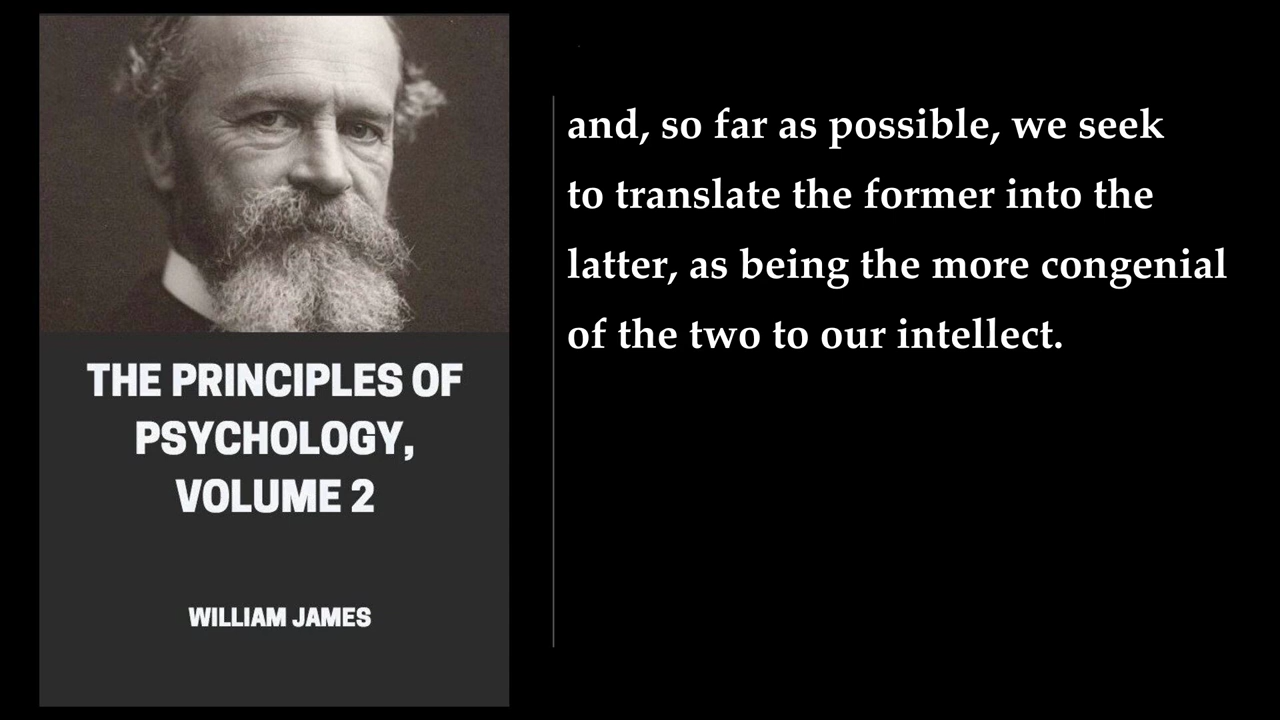 THE PRINCIPLES OF
PSYCHOLOGY,
VOLUME 2
WILLIAM JAMES
and, so far as possible, we seek
to translate the former into the
latter, as being the more congenial
of the two to our intellect.